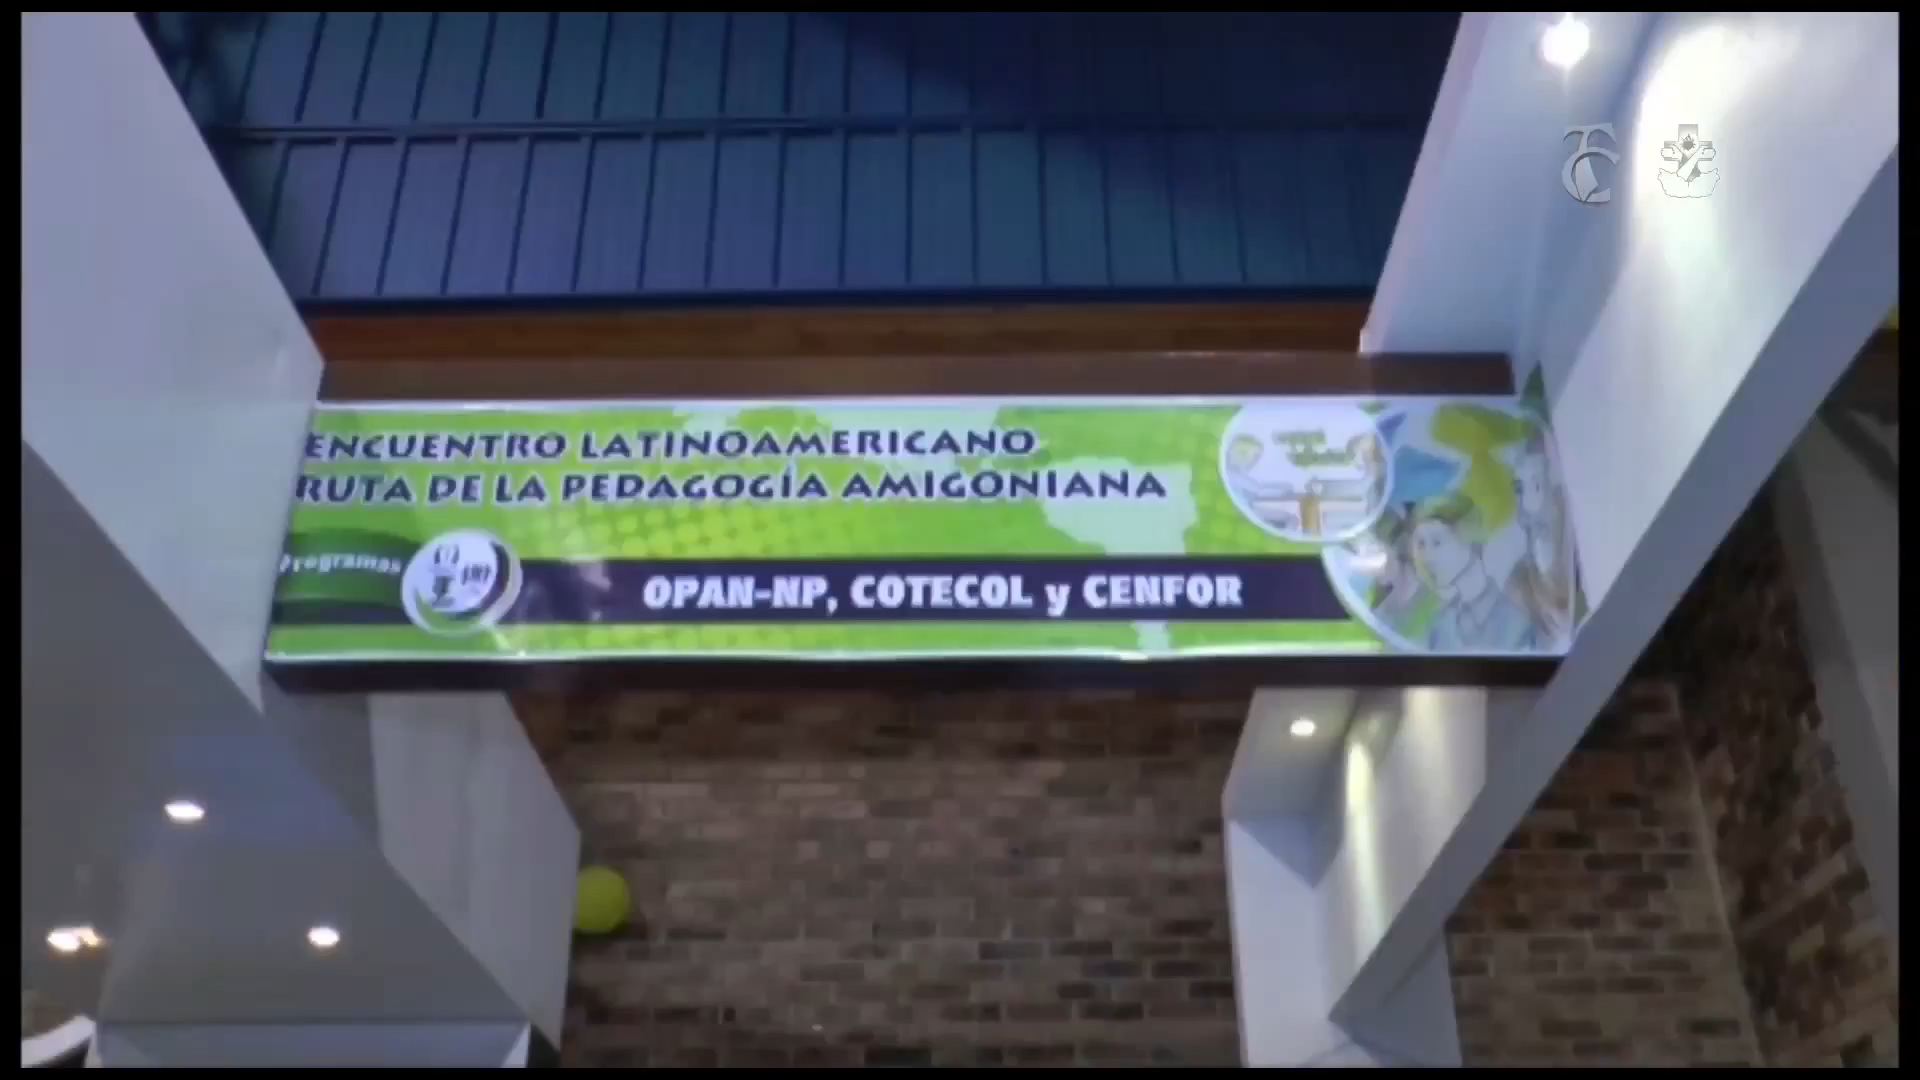 ENCUENTRO LATINOAMERICANO
RUTA DE LA PEDAGOGÍA AMIGONIANA
Programas
OPAN-NP, COTECOL y CENFOR